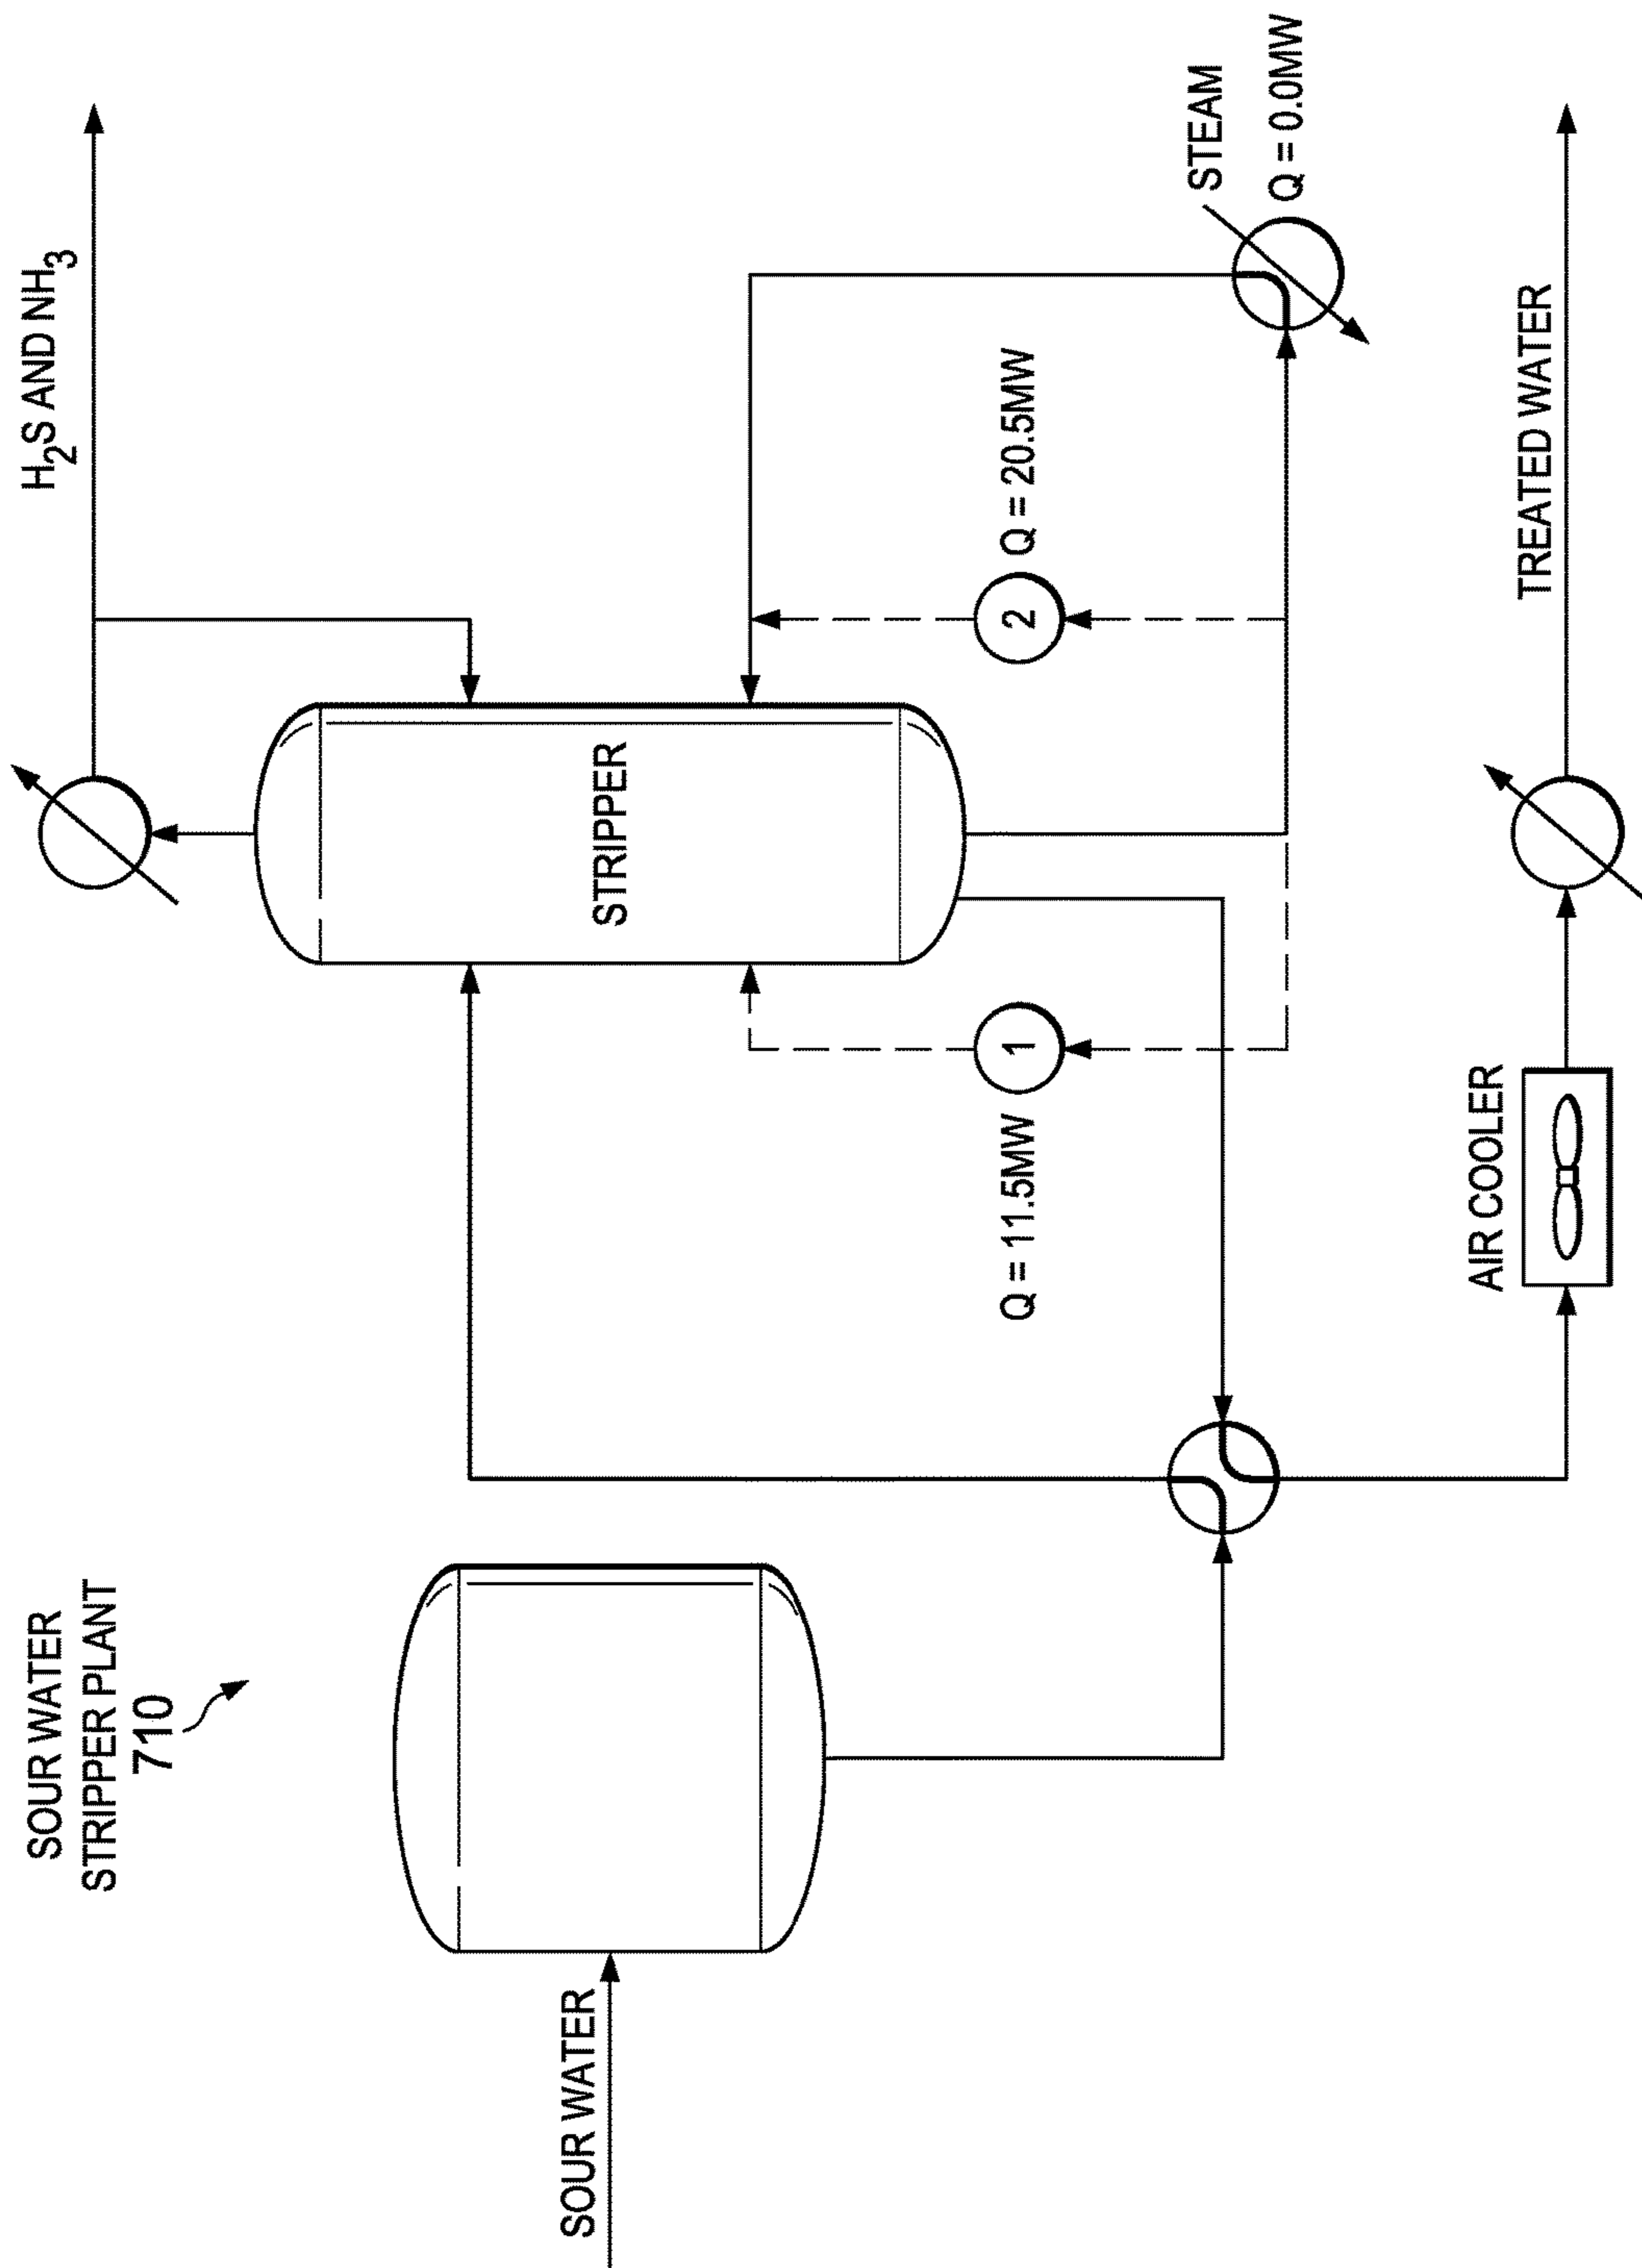 SOUR WATER
STRIPPER PLANT
710
SOUR WATER
H2S AND NH3
STRIPPER
Q = 11.5MW
1
2
Q = 20.5MW
STEAM
Q = 0.0MW
AIR COOLER
TREATED WATER